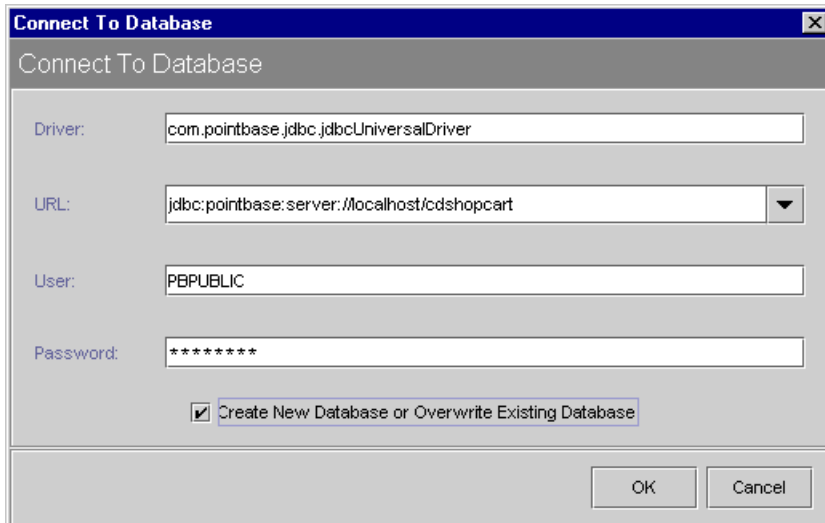 Connect To Database
Connect To Database
Driver: com.pointbase.jdbc.jdbcUniversalDriver
URL: jdbc:pointbase:server://localhost/cdshopcart
User: PBPUBLIC
Password: ********
Create New Database or Overwrite Existing Database
OK Cancel